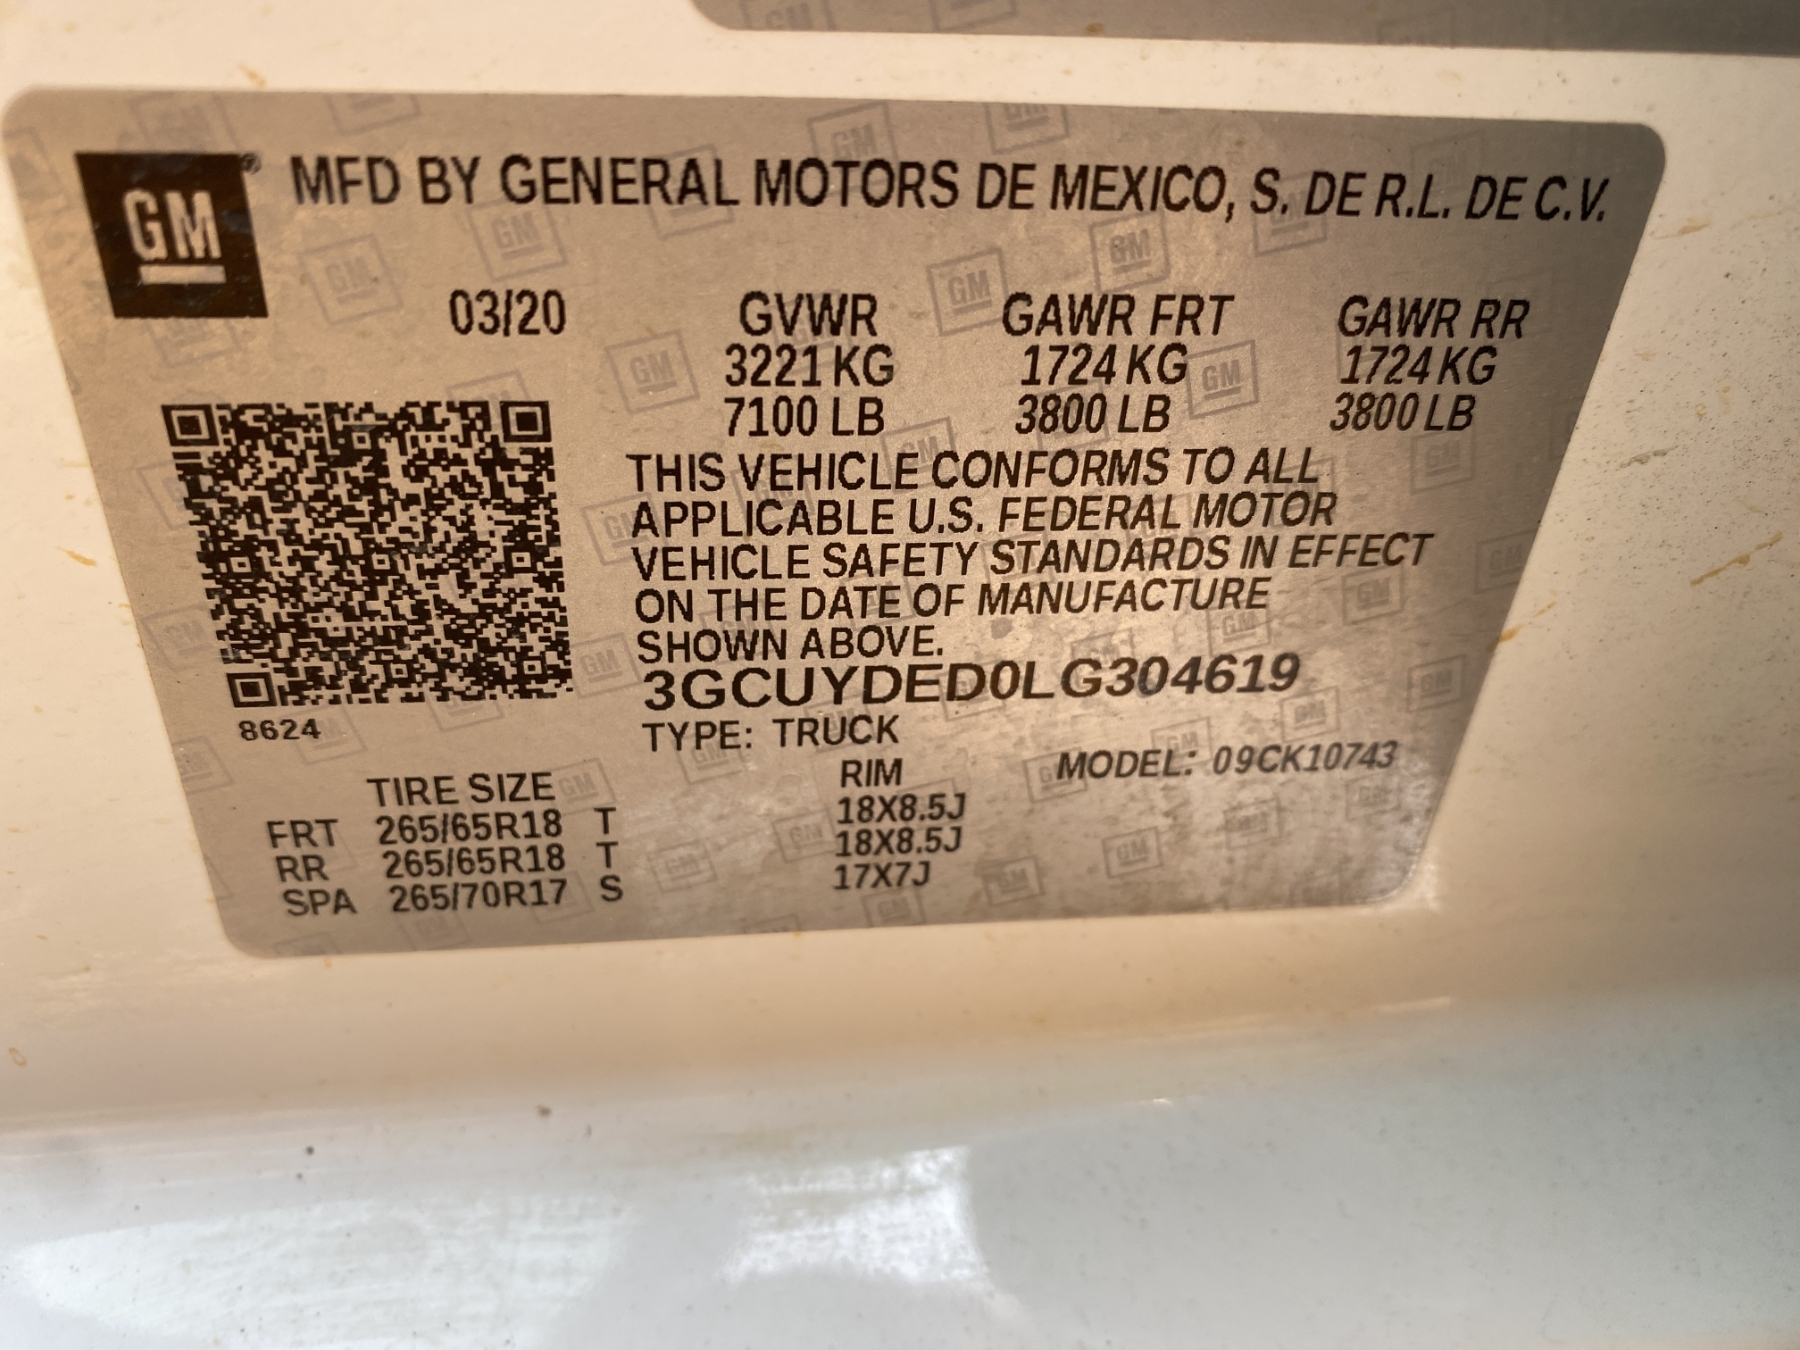 GM® MFD BY GENERAL MOTORS DE MEXICO, S. DE R.L. DE C.V.
03/20 GVWR GAWR FRT GAWR RR
3221 KG 1724 KG 1724 KG
7100 LB 3800 LB 3800 LB
THIS VEHICLE CONFORMS TO ALL
APPLICABLE U.S. FEDERAL MOTOR
VEHICLE SAFETY STANDARDS IN EFFECT
ON THE DATE OF MANUFACTURE
SHOWN ABOVE.
3GCUYDED0LG304619
8624
TYPE: TRUCK
MODEL: 09CK10743
TIRE SIZE RIM
FRT 265/65R18 T 18X8.5J
RR 265/65R18 T 18X8.5J
SPA 265/70R17 S 17X7J